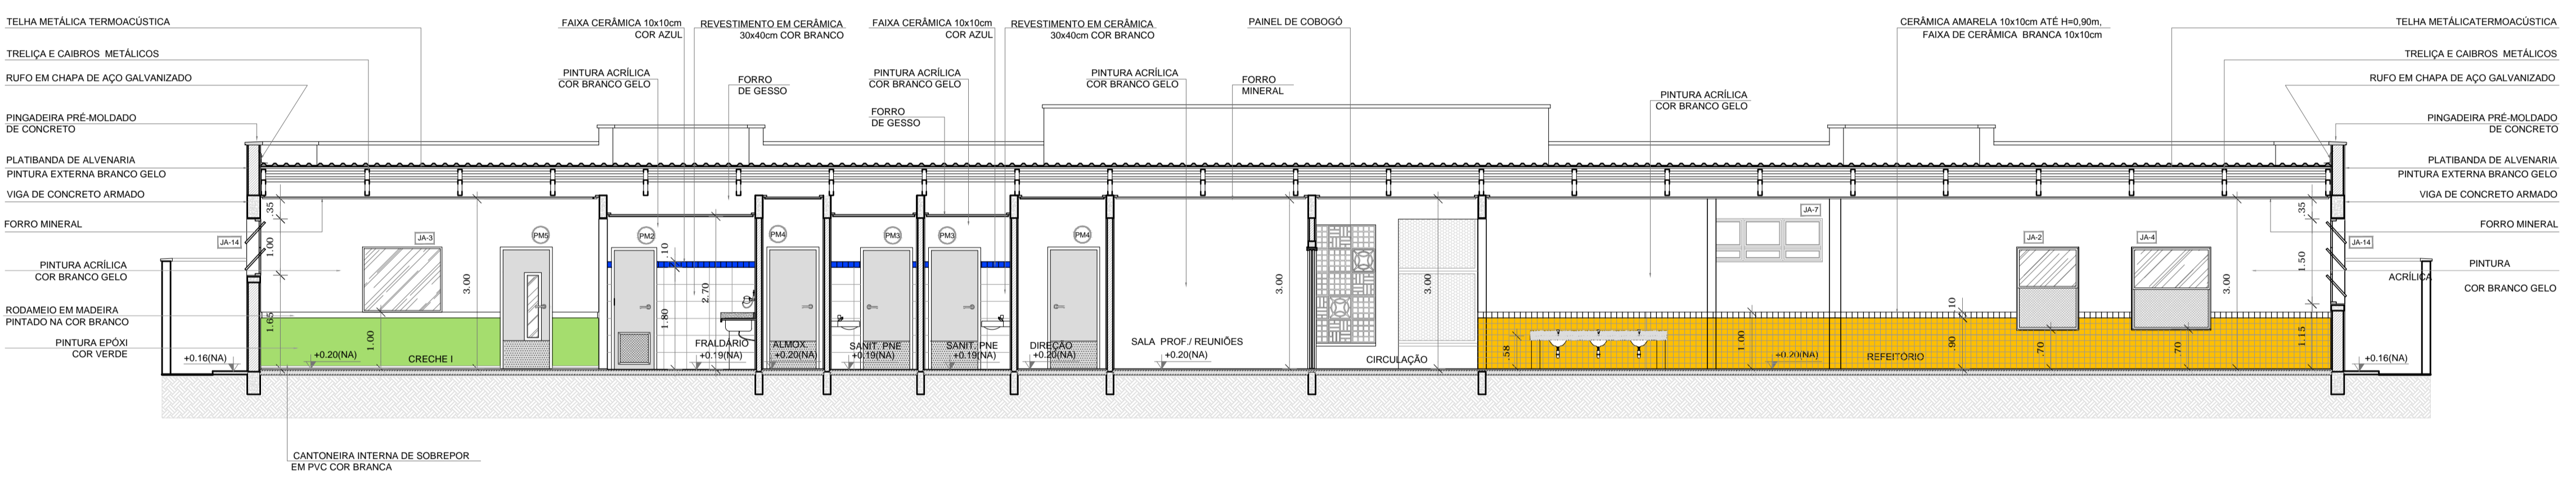 TELHA METÁLICA TERMOACÚSTICA
TRELIÇA E CAIBROS METÁLICOS
RUFO EM CHAPA DE AÇO GALVANIZADO
PINGADEIRA PRÉ-MOLDADO
DE CONCRETO
PLATIBANDA DE ALVENARIA
PINTURA EXTERNA BRANCO GELO
VIGA DE CONCRETO ARMADO
FORRO MINERAL
PINTURA ACRÍLICA
COR BRANCO GELO
RODAMEIO EM MADEIRA
PINTADO NA COR BRANCO
PINTURA EPÓXI
COR VERDE
FAIXA CERÂMICA 10x10cm
COR AZUL
REVESTIMENTO EM CERÂMICA
30x40cm COR BRANCO
FAIXA CERÂMICA 10x10cm
COR AZUL
REVESTIMENTO EM CERÂMICA
30x40cm COR BRANCO
PAINEL DE COBOGÓ
CERÂMICA AMARELA 10x10cm ATÉ H=0,90m,
FAIXA DE CERÂMICA BRANCA 10x10cm
PINTURA ACRÍLICA
COR BRANCO GELO
FORRO
DE GESSO
PINTURA ACRÍLICA
COR BRANCO GELO
FORRO
DE GESSO
PINTURA ACRÍLICA
COR BRANCO GELO
FORRO
MINERAL
PINTURA ACRÍLICA
COR BRANCO GELO
TELHA METÁLICATERMOACÚSTICA
TRELIÇA E CAIBROS METÁLICOS
RUFO EM CHAPA DE AÇO GALVANIZADO
PINGADEIRA PRÉ-MOLDADO
DE CONCRETO
PLATIBANDA DE ALVENARIA
PINTURA EXTERNA BRANCO GELO
VIGA DE CONCRETO ARMADO
FORRO MINERAL
PINTURA
ACRÍLICA
COR BRANCO GELO
JA-14
.35
1.00
1.65
JA-3
PM5
3.00
1.00
+0.16(NA)
+0.20(NA)
CRECHE I
PM2
.10
1.80
2.70
FRALDÁRIO
+0.19(NA)
PM4
ALMOX.
+0.20(NA)
PM3
SANIT. PNE
+0.19(NA)
PM3
SANIT. PNE
+0.19(NA)
PM4
DIREÇÃO
+0.20(NA)
SALA PROF./ REUNIÕES
+0.20(NA)
3.00
3.00
CIRCULAÇÃO
.58
JA-7
1.00
+0.20(NA)
REFEITÓRIO
.10
.90
JA-2
.70
JA-4
.70
3.00
.35
1.50
1.15
JA-14
+0.16(NA)
CANTONEIRA INTERNA DE SOBREPOR
EM PVC COR BRANCA